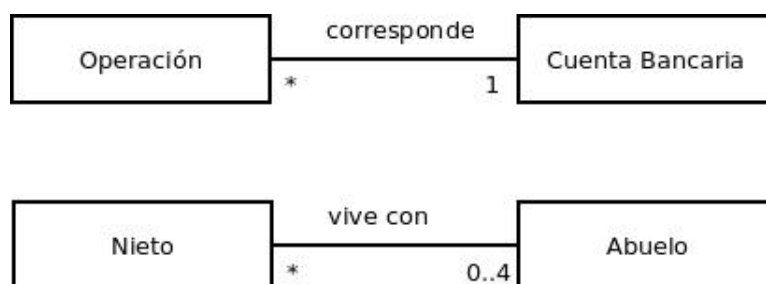 corresponde
Operación
Cuenta Bancaria
* 1
vive con
Nieto
Abuelo
* 0..4